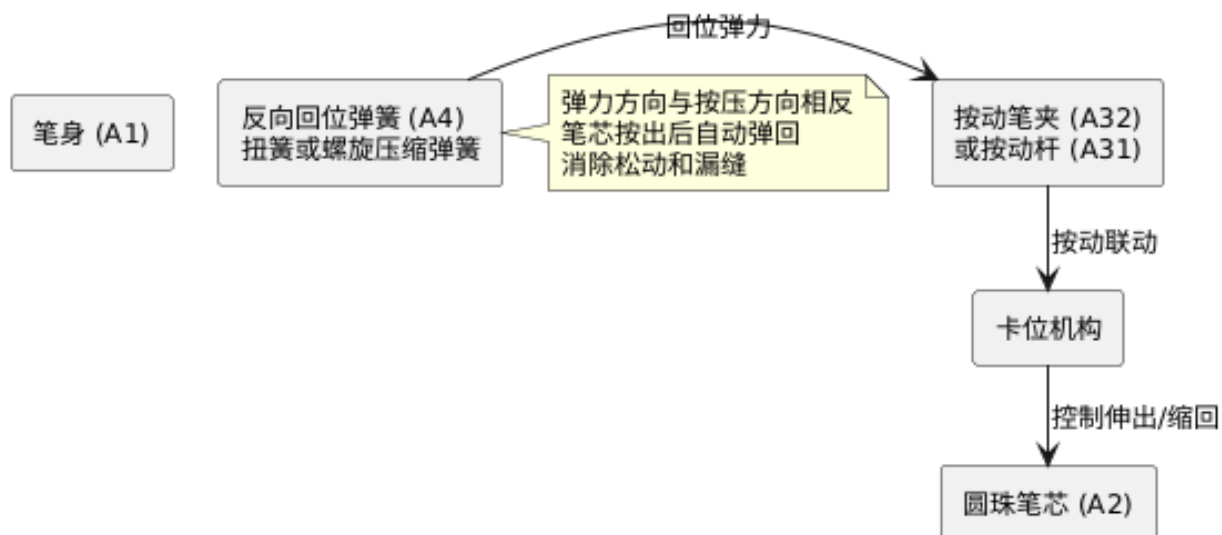 回位弹力
笔身 (A1)
反向回位弹簧 (A4)
扭簧或螺旋压缩弹簧
弹力方向与按压方向相反
笔芯按出后自动弹回
消除松动和漏缝
按动笔夹 (A32)
或按动杆 (A31)
按动联动
卡位机构
控制伸出/缩回
圆珠笔芯 (A2)